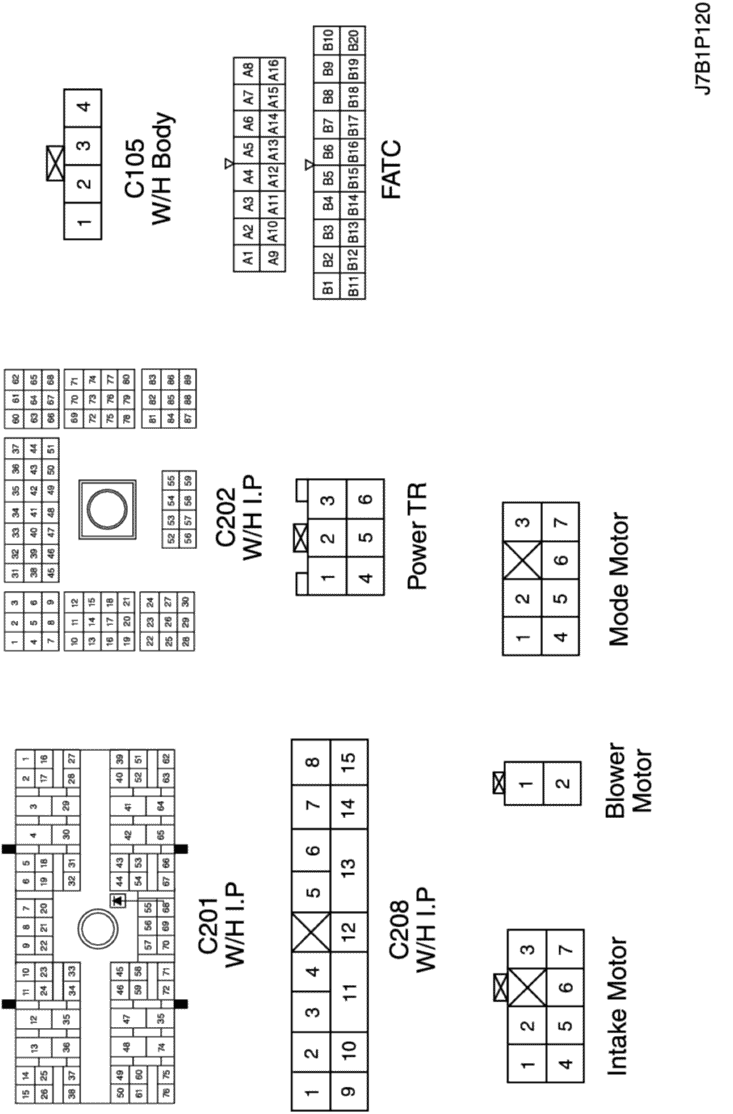 15 14 13 12 11 10 9 8 7 6 5 4 3 2 1
26 25 24 23 22 21 20 19 18 17 16
38 37 36 35 34 33 32 31 30 29 28 27
50 49 48 47 46 45 44 43 42 41 40 39
61 60 59 58 57 56 55 54 53 52 51
76 75 74 35 72 71 70 69 68 67 66 65 64 63 62
C201
W/H I.P
1 2 3 31 32 33 34 35 36 37 60 61 62
4 5 6 38 39 40 41 42 43 44 63 64 65
7 8 9 45 46 47 48 49 50 51 66 67 68
10 11 12 69 70 71
13 14 15 72 73 74
16 17 18 75 76 77
19 20 21 78 79 80
22 23 24 52 53 54 55 81 82 83
25 26 27 56 57 58 59 84 85 86
28 29 30 87 88 89
C202
W/H I.P
1 2 3 4
C105
W/H Body
1 2 3 4 5 6 7 8
9 10 11 12 13 14 15
C208
W/H I.P
1 2 3
4 5 6
Power TR
A1 A2 A3 A4 A5 A6 A7 A8
A9 A10 A11 A12 A13 A14 A15 A16
B1 B2 B3 B4 B5 B6 B7 B8 B9 B10
B11 B12 B13 B14 B15 B16 B17 B18 B19 B20
FATC
1 2 3
4 5 6 7
Intake Motor
1
2
Blower
Motor
1 2 3
4 5 6 7
Mode Motor
J7B1P120